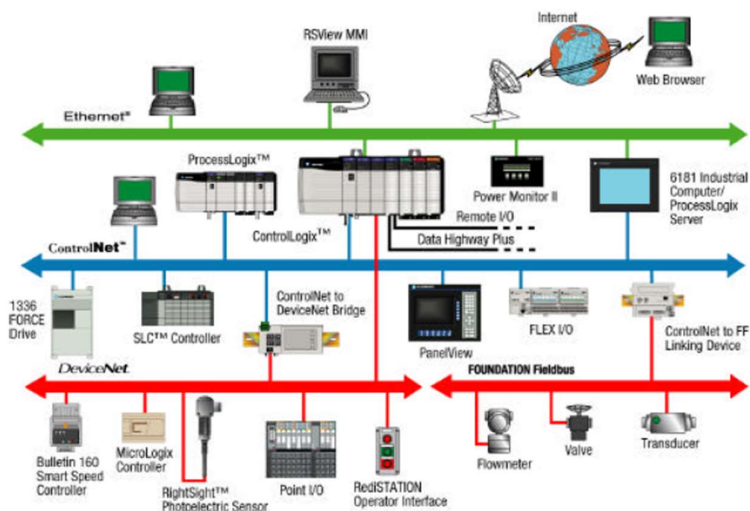 Internet
RSView MMI
Web Browser
Ethernet®
ProcessLogix™
ControlLogix™
Power Monitor II
6181 Industrial
Computer/
ProcessLogix
Server
Remote I/O
Data Highway Plus
ControlNet™
1336
FORCE
Drive
SLC™ Controller
ControlNet to
DeviceNet Bridge
PanelView
FLEX I/O
ControlNet to FF
Linking Device
DeviceNet.
FOUNDATION Fieldbus
Bulletin 160
Smart Speed
Controller
MicroLogix
Controller
RightSight™
Photoelectric Sensor
Point I/O
RediSTATION
Operator Interface
Flowmeter
Valve
Transducer